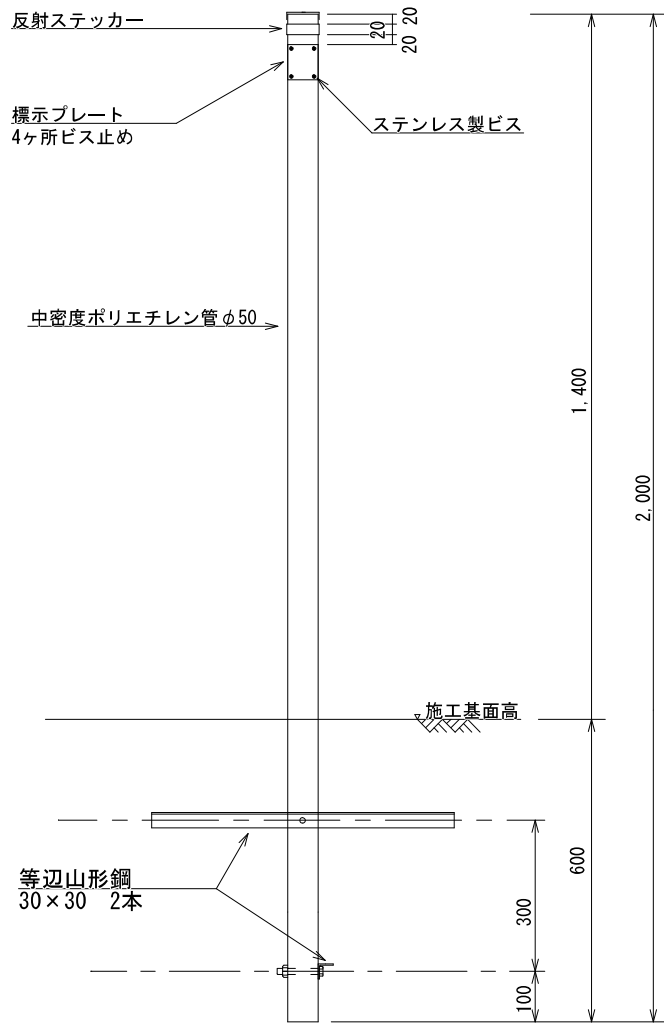 反射ステッカー
20
20
20
標示プレート
4ヶ所ビス止め
ステンレス製ビス
中密度ポリエチレン管φ50
1,400
2,000
施工基面高
600
等辺山形鋼
30×30 2本
300
100